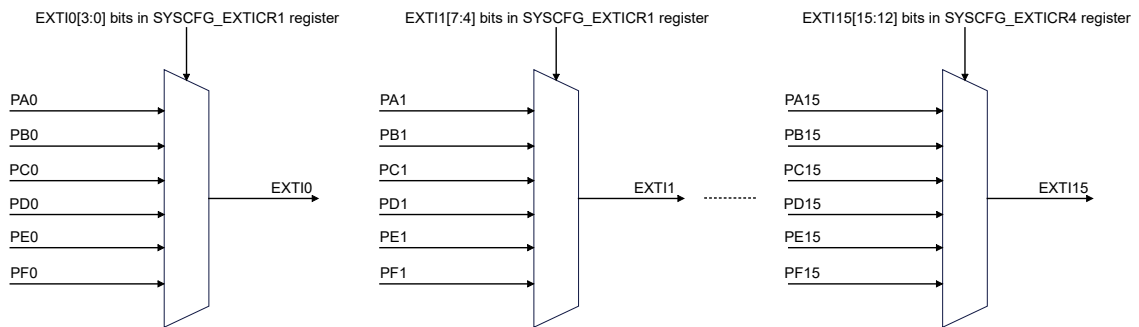 EXTI0[3:0] bits in SYSCFG_EXTICR1 register
PA0
PB0
PC0
PD0
PE0
PF0
EXTI0
EXTI1[7:4] bits in SYSCFG_EXTICR1 register
PA1
PB1
PC1
PD1
PE1
PF1
EXTI1
EXTI15[15:12] bits in SYSCFG_EXTICR4 register
PA15
PB15
PC15
PD15
PE15
PF15
EXTI15